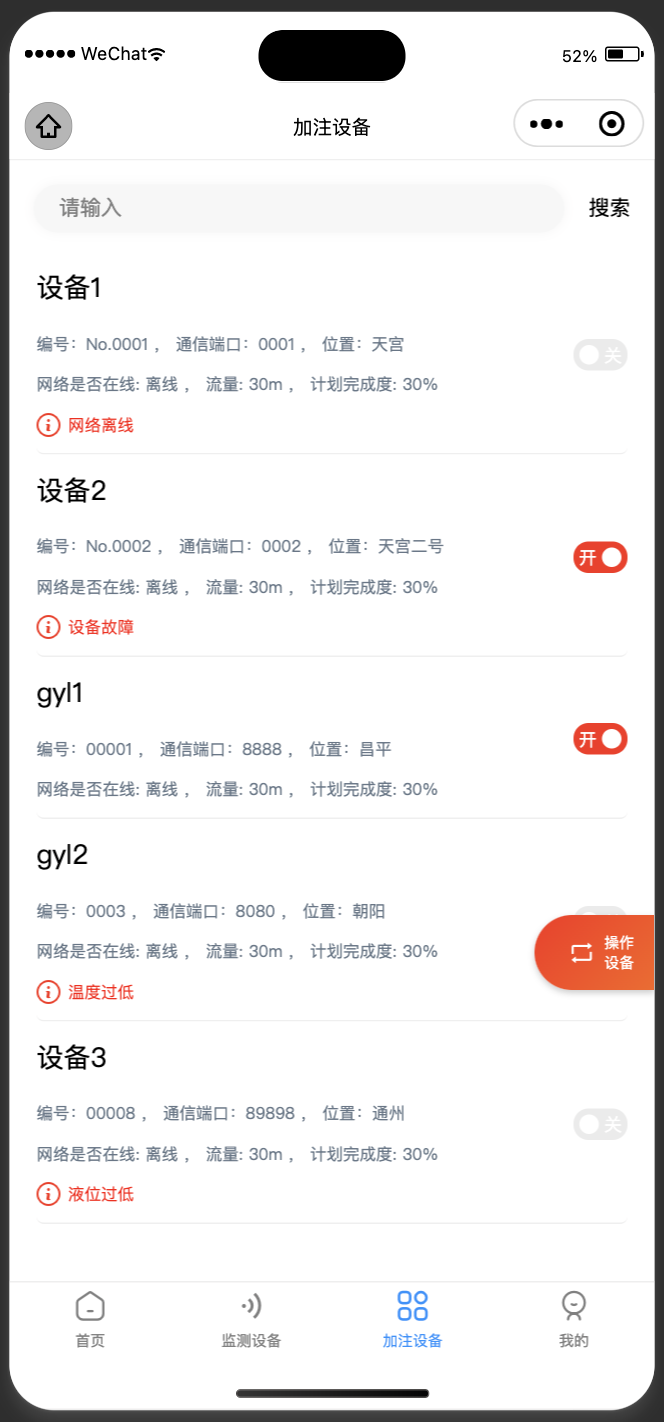 WeChat
52%
加注设备
请输入
搜索
设备1
编号：No.0001， 通信端口：0001， 位置：天宫
关
网络是否在线: 离线， 流量: 30m， 计划完成度: 30%
网络离线
设备2
编号：No.0002， 通信端口：0002， 位置：天宫二号
开
网络是否在线: 离线， 流量: 30m， 计划完成度: 30%
设备故障
gyl1
编号：00001， 通信端口：8888， 位置：昌平
开
网络是否在线: 离线， 流量: 30m， 计划完成度: 30%
gyl2
编号：0003， 通信端口：8080， 位置：朝阳
网络是否在线: 离线， 流量: 30m， 计划完成度: 30%
操作
设备
温度过低
设备3
编号：00008， 通信端口：89898， 位置：通州
关
网络是否在线: 离线， 流量: 30m， 计划完成度: 30%
液位过低
首页
监测设备
加注设备
我的